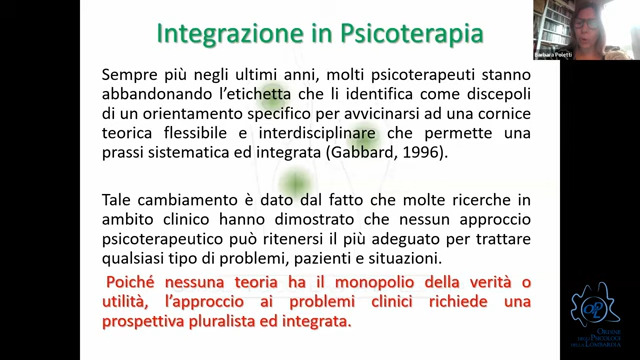 Integrazione in Psicoterapia
Sempre più negli ultimi anni, molti psicoterapeuti stanno
abbandonando l'etichetta che li identifica come discepoli
di un orientamento specifico per avvicinarsi ad una cornice
teorica flessibile e interdisciplinare che permette una
prassi sistematica ed integrata (Gabbard, 1996).
Tale cambiamento è dato dal fatto che molte ricerche in
ambito clinico hanno dimostrato che nessun approccio
psicoterapeutico può ritenersi il più adeguato per trattare
qualsiasi tipo di problemi, pazienti e situazioni.
Poiché nessuna teoria ha il monopolio della verità o
utilità, l'approccio ai problemi clinici richiede una
prospettiva pluralista ed integrata.
Barbara Poletti
ORDINE
DEGLI PSICOLOGI
DELLA LOMBARDIA